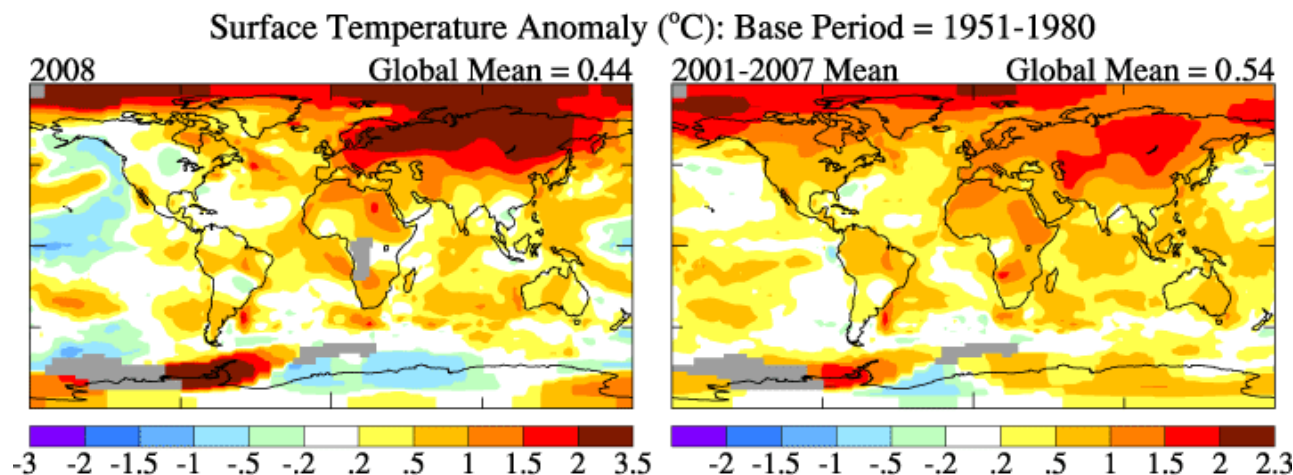 Surface Temperature Anomaly (°C): Base Period = 1951-1980
2008 Global Mean = 0.44
2001-2007 Mean Global Mean = 0.54
-3 -2 -1.5 -1 -.5 -.2 .2 .5 1 1.5 2 3.5
-2 -1.5 -1 -.5 -.2 .2 .5 1 1.5 2 2.3